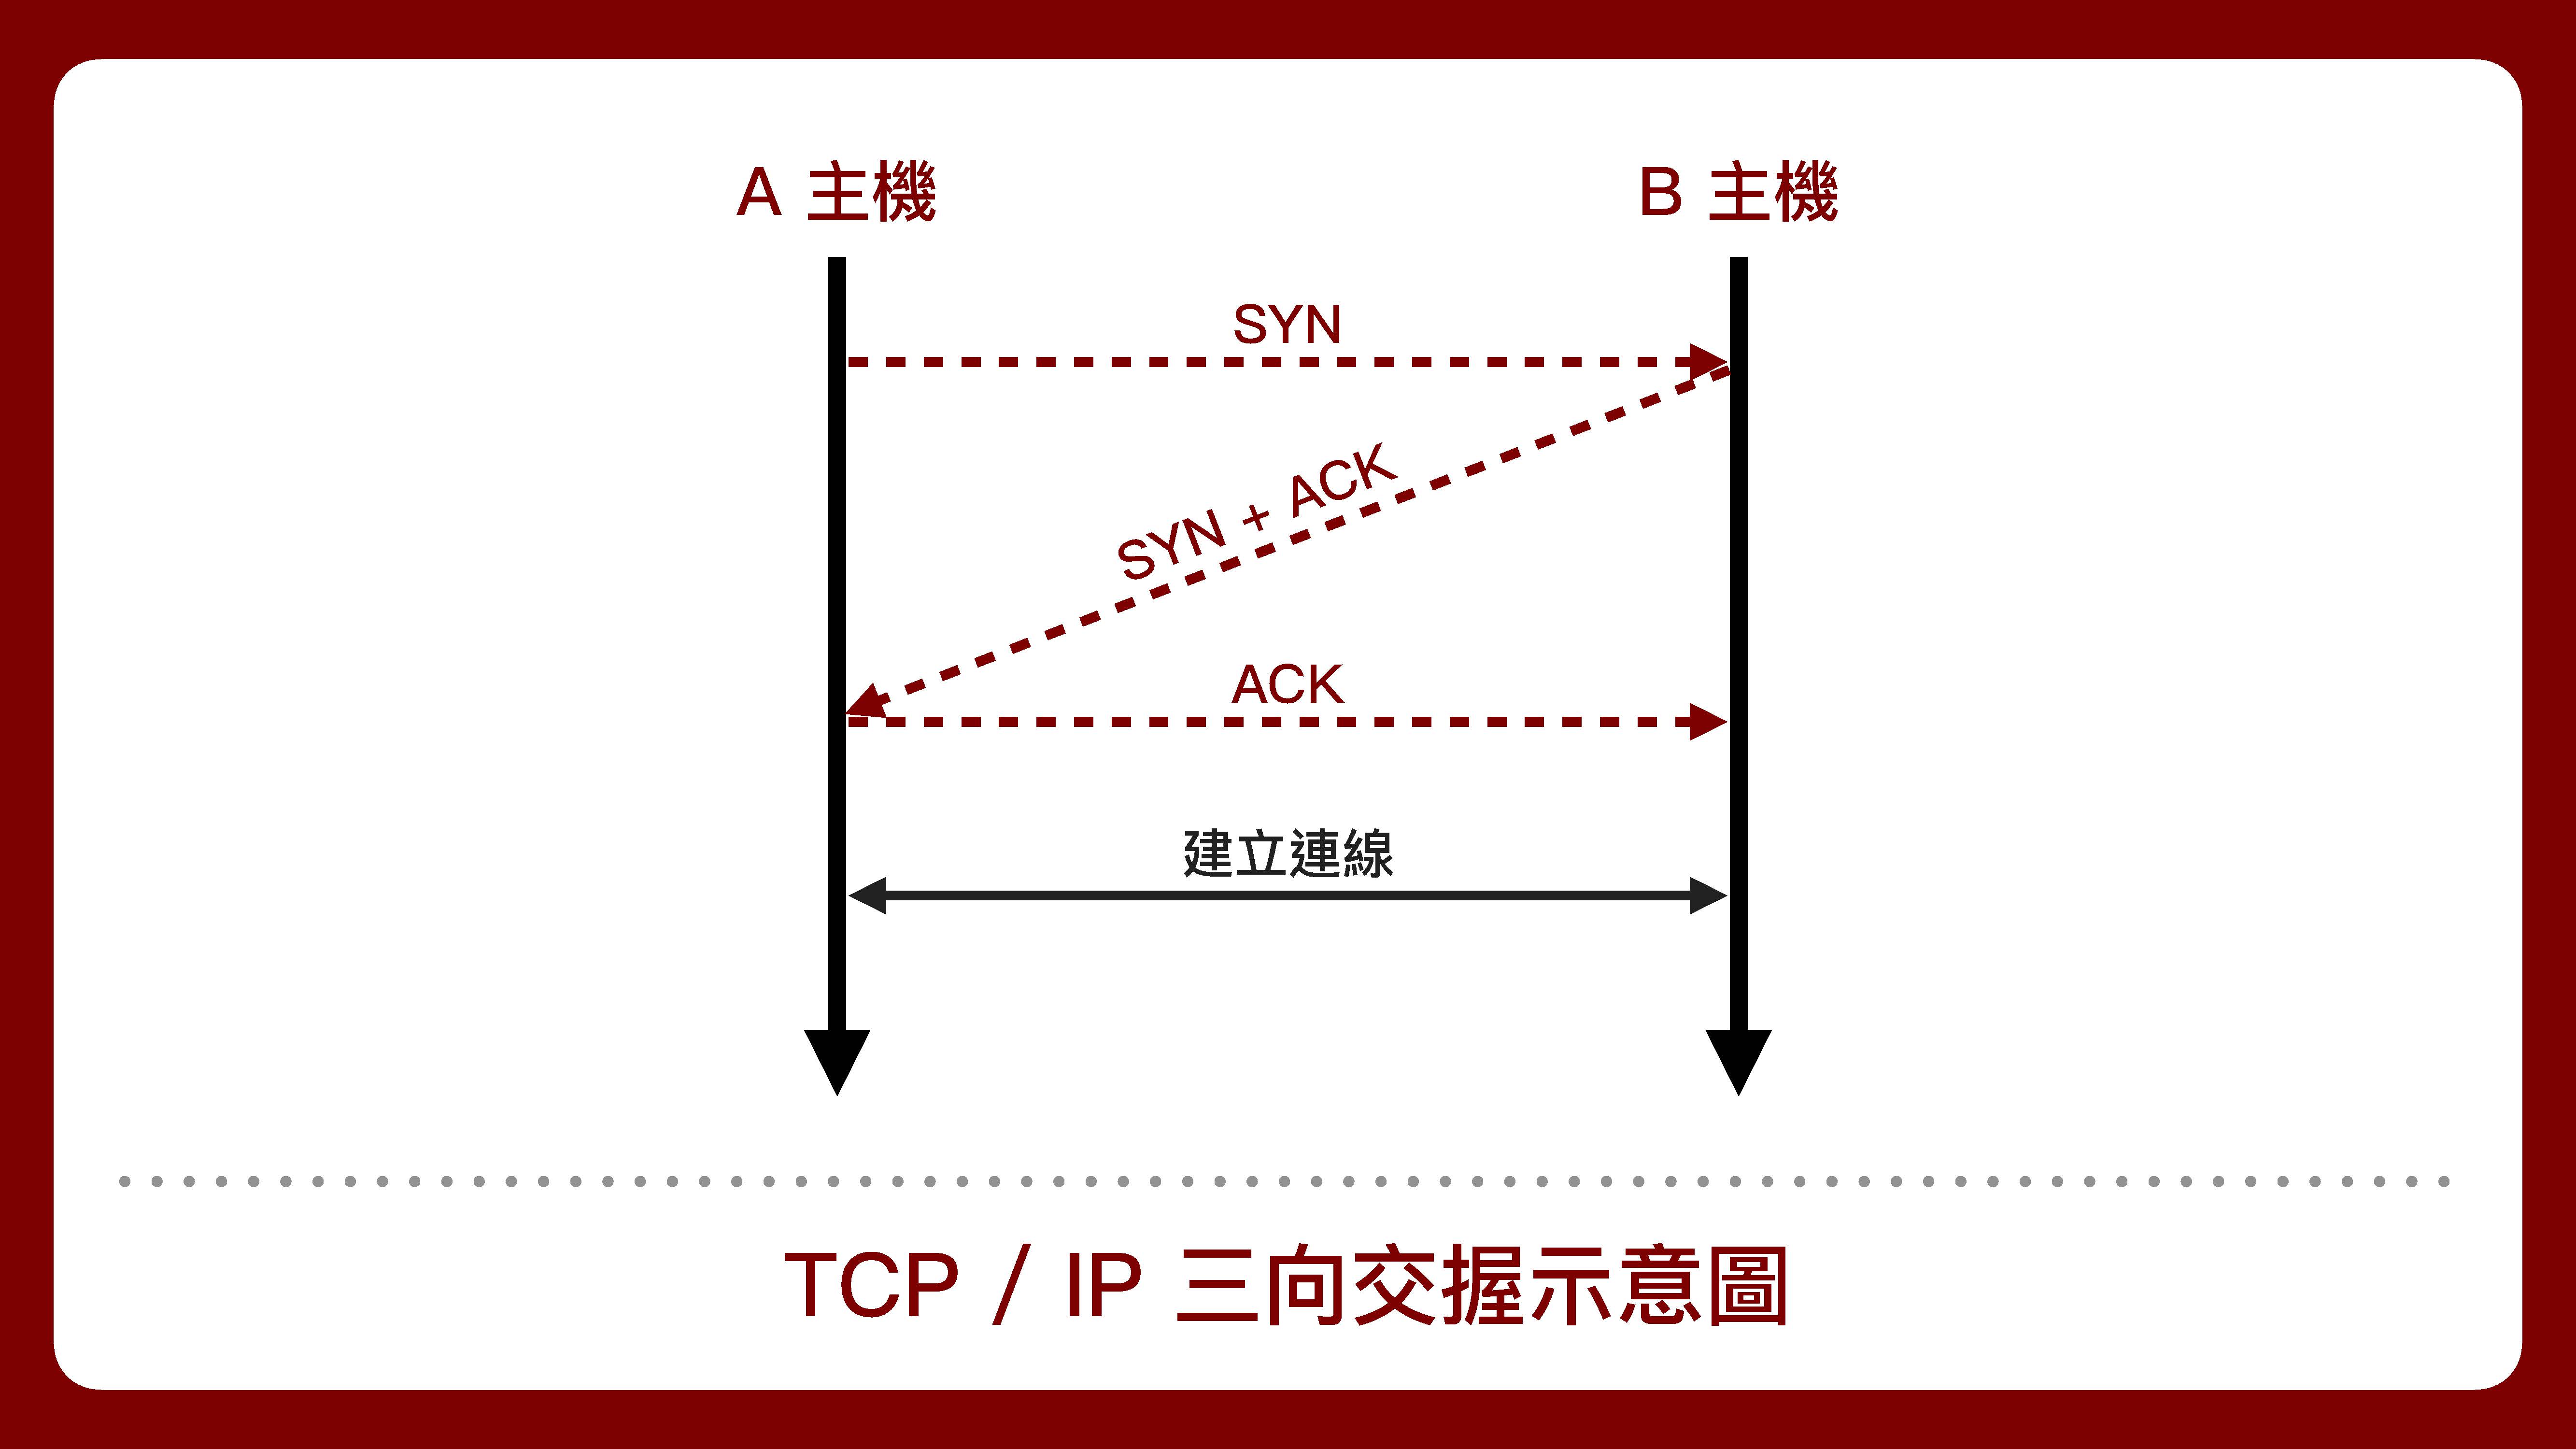 A 主機
B 主機
SYN
SYN + ACK
ACK
建立連線
TCP / IP 三向交握示意圖